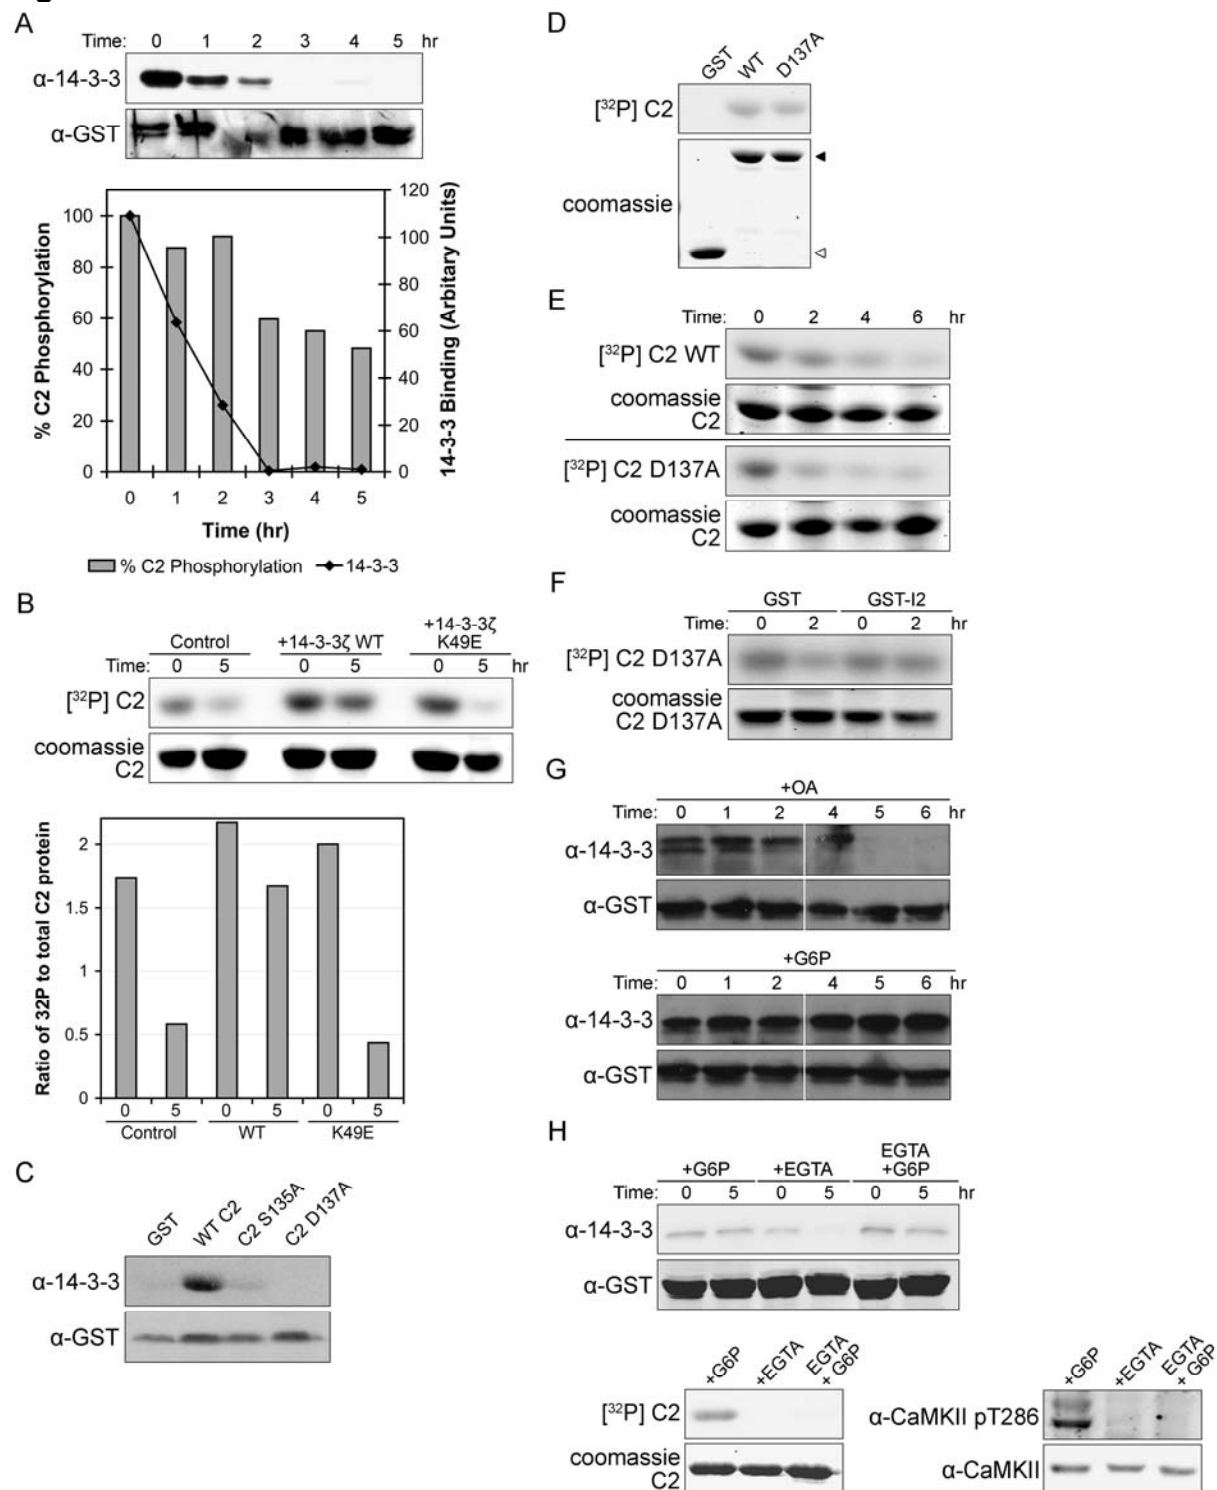 A
Time: 0 1 2 3 4 5 hr
α-14-3-3
α-GST
% C2 Phosphorylation
100
80
60
40
20
0
14-3-3 Binding (Arbitary Units)
120
100
80
60
40
20
0
0 1 2 3 4 5
Time (hr)
% C2 Phosphorylation 14-3-3
B
Control +14-3-3ζ WT +14-3-3ζ
K49E
Time: 0 5 0 5 0 5 hr
[³²P] C2
coomassie
C2
Ratio of 32P to total C2 protein
2
1.5
1
0.5
0
0 5 0 5 0 5
Control WT K49E
C
GST WT C2 C2 S135A C2 D137A
α-14-3-3
α-GST
D
GST WT D137A
[³²P] C2
coomassie
E
Time: 0 2 4 6 hr
[³²P] C2 WT
coomassie
C2
[³²P] C2 D137A
coomassie
C2
F
GST GST-I2
0 2 0 2 hr
[³²P] C2 D137A
coomassie
C2 D137A
G
+OA
Time: 0 1 2 4 5 6 hr
α-14-3-3
α-GST
+G6P
Time: 0 1 2 4 5 6 hr
α-14-3-3
α-GST
H
+G6P +EGTA EGTA
+G6P
Time: 0 5 0 5 0 5 hr
α-14-3-3
α-GST
+G6P +EGTA EGTA
+G6P
[³²P] C2
coomassie
C2
+G6P +EGTA EGTA
+G6P
α-CaMKII pT286
α-CaMKII